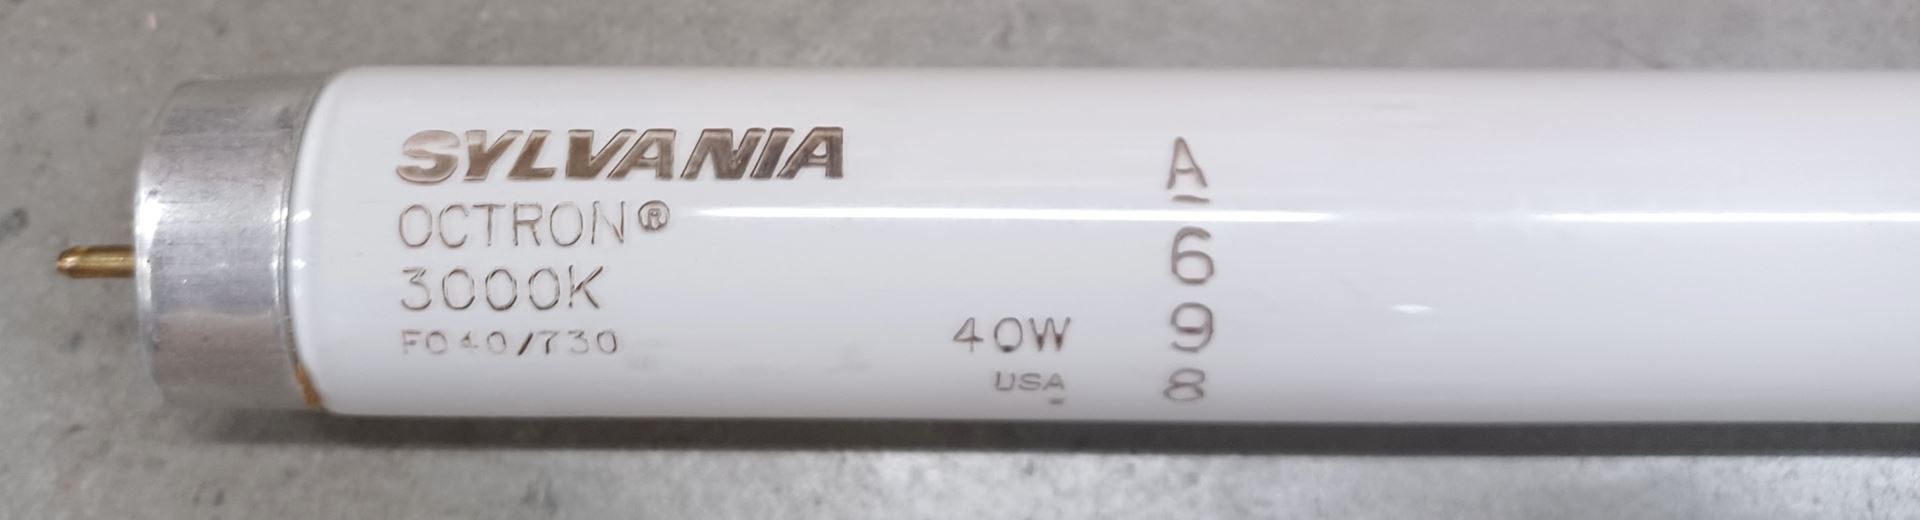 SYLVANIA
OCTRON®
3000K
FO40/730
40W
USA
A
6
9
8